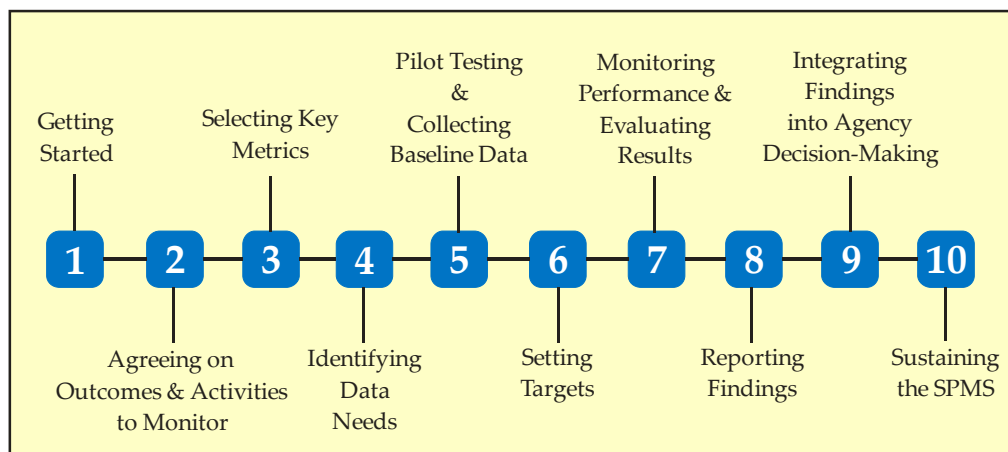 Getting
Started
Selecting Key
Metrics
Pilot Testing
&
Collecting
Baseline Data
Monitoring
Performance &
Evaluating
Results
Integrating
Findings
into Agency
Decision-Making
1 2 3 4 5 6 7 8 9 10
Agreeing on
Outcomes & Activities
to Monitor
Identifying
Data
Needs
Setting
Targets
Reporting
Findings
Sustaining
the SPMS